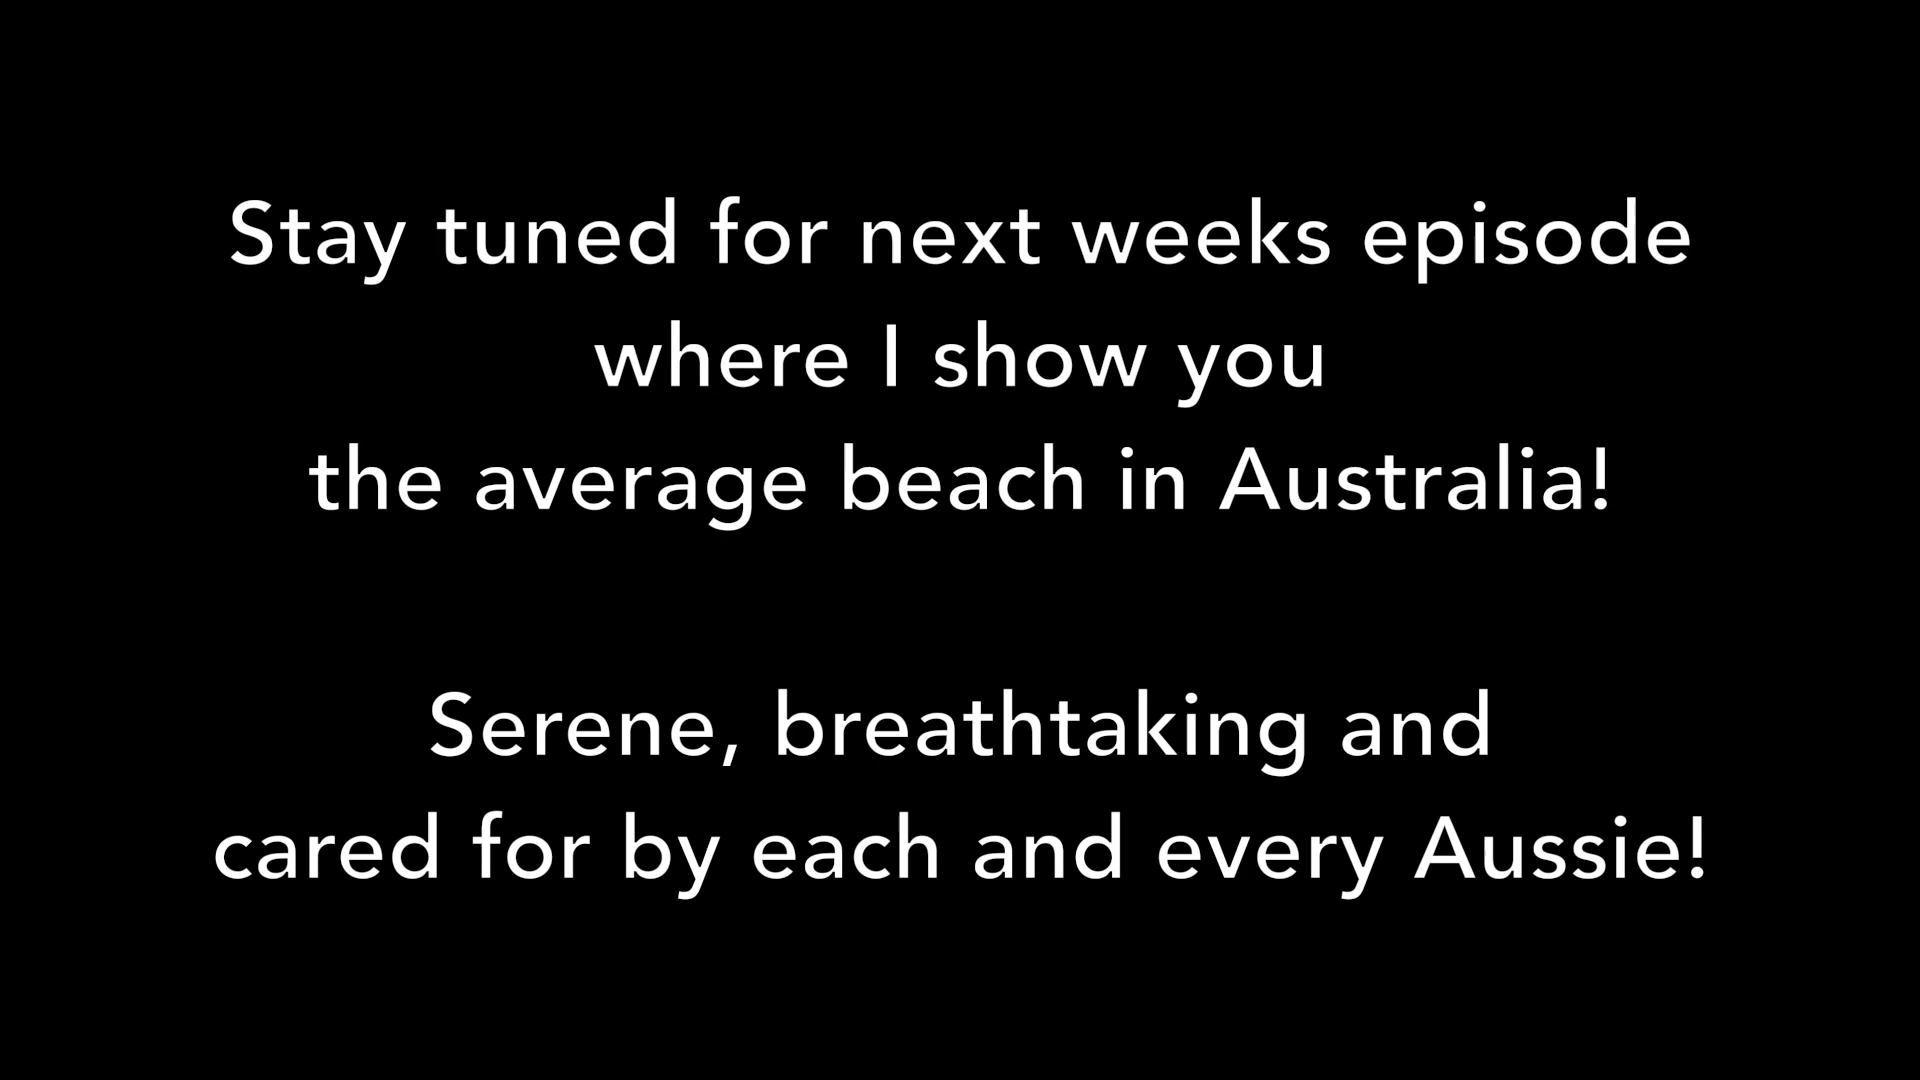 Stay tuned for next weeks episode
where I show you
the average beach in Australia!
Serene, breathtaking and
cared for by each and every Aussie!